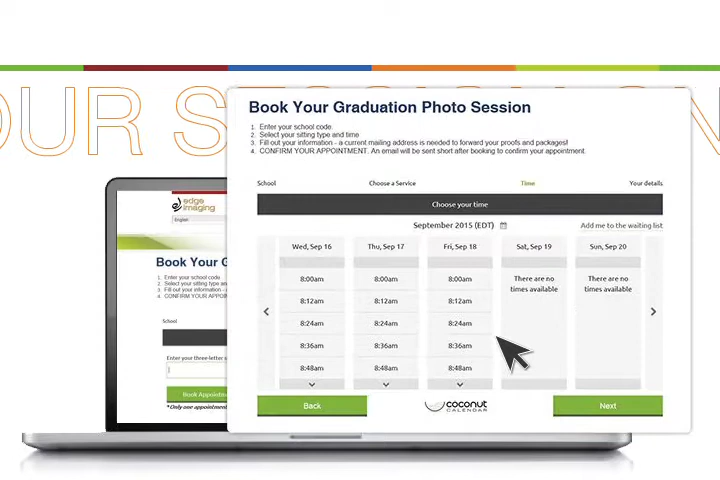 OUR SESSION ON
Book Your Graduation Photo Session
1. Enter your school code.
2. Select your sitting type and time
3. Fill out your information - a current mailing address is needed to forward your proofs and packages!
4. CONFIRM YOUR APPOINTMENT. An email will be sent short after booking to confirm your appointment.
School Choose a Service Time Your details
Choose your time
September 2015 (EDT) Add me to the waiting list
Wed, Sep 16 Thu, Sep 17 Fri, Sep 18 Sat, Sep 19 Sun, Sep 20
8:00am 8:00am 8:00am There are no times available There are no times available
8:12am 8:12am 8:12am
8:24am 8:24am 8:24am
8:36am 8:36am 8:36am
8:48am 8:48am 8:48am
Back coconut CALENDAR Next
edge imaging
English
Book Your G
1. Enter your school code
2. Select your sitting type an
3. Fill out your information -
4. CONFIRM YOUR APPOI
School
Enter your three-letter s
Book Appointm
*Only one appointment